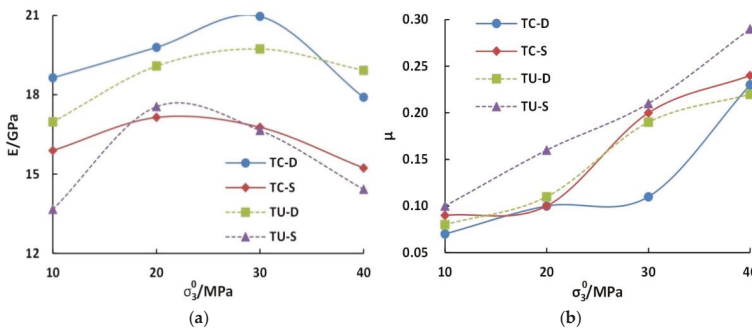 21
18
15
12
E/GPa
TC-D
TC-S
TU-D
TU-S
10 20 30 40
σ₃⁰/MPa
(a)
0.30
0.25
0.20
0.15
0.10
0.05
μ
TC-D
TC-S
TU-D
TU-S
10 20 30 40
σ₃⁰/MPa
(b)